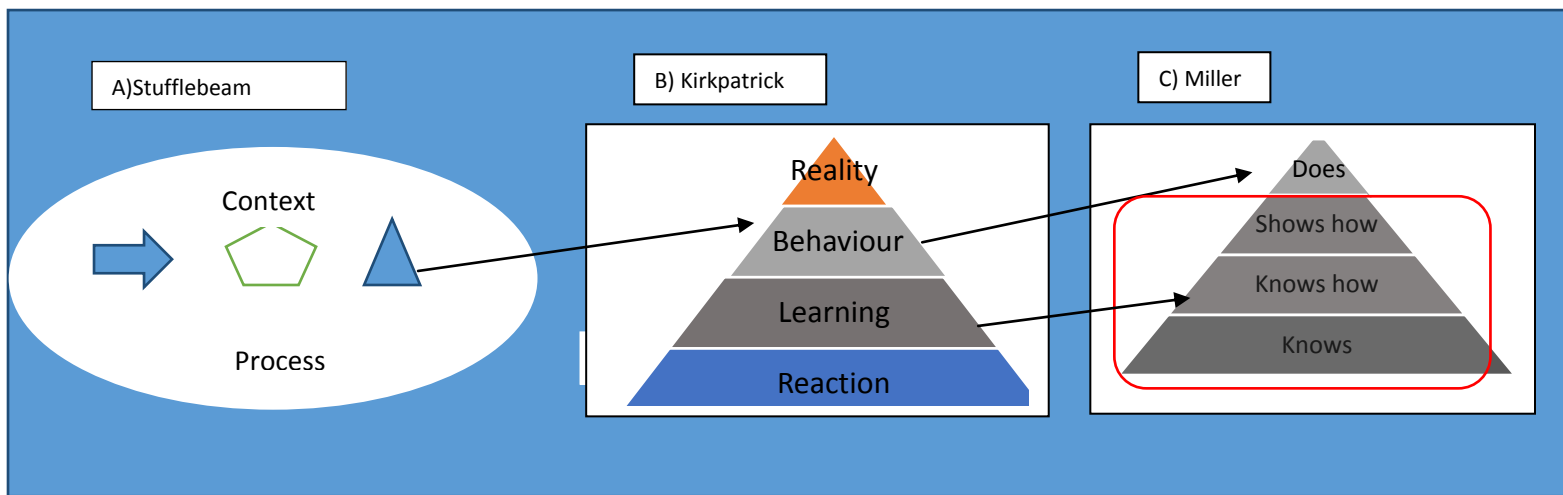 A)Stufflebeam
B) Kirkpatrick
C) Miller
Context
Process
Reality
Behaviour
Learning
Reaction
Does
Shows how
Knows how
Knows